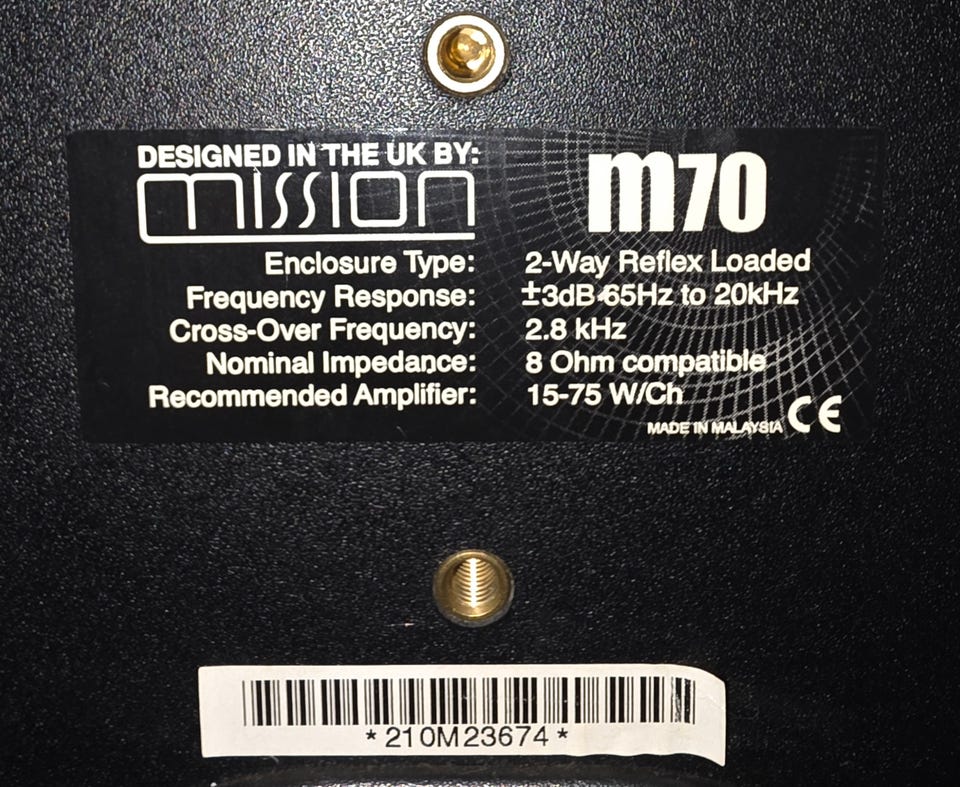 DESIGNED IN THE UK BY:
mission
m70
Enclosure Type: 2-Way Reflex Loaded
Frequency Response: ±3dB 65Hz to 20kHz
Cross-Over Frequency: 2.8 kHz
Nominal Impedance: 8 Ohm compatible
Recommended Amplifier: 15-75 W/Ch
MADE IN MALAYSIA CE
*210M23674*